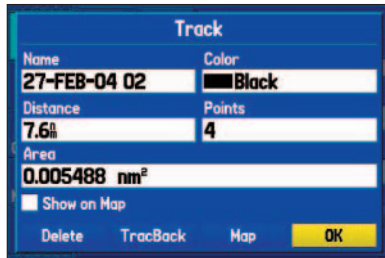 Track
Name Color
27-FEB-04 02 Black
Distance Points
7.6nm 4
Area
0.005488 nm²
Show on Map
Delete TracBack Map OK